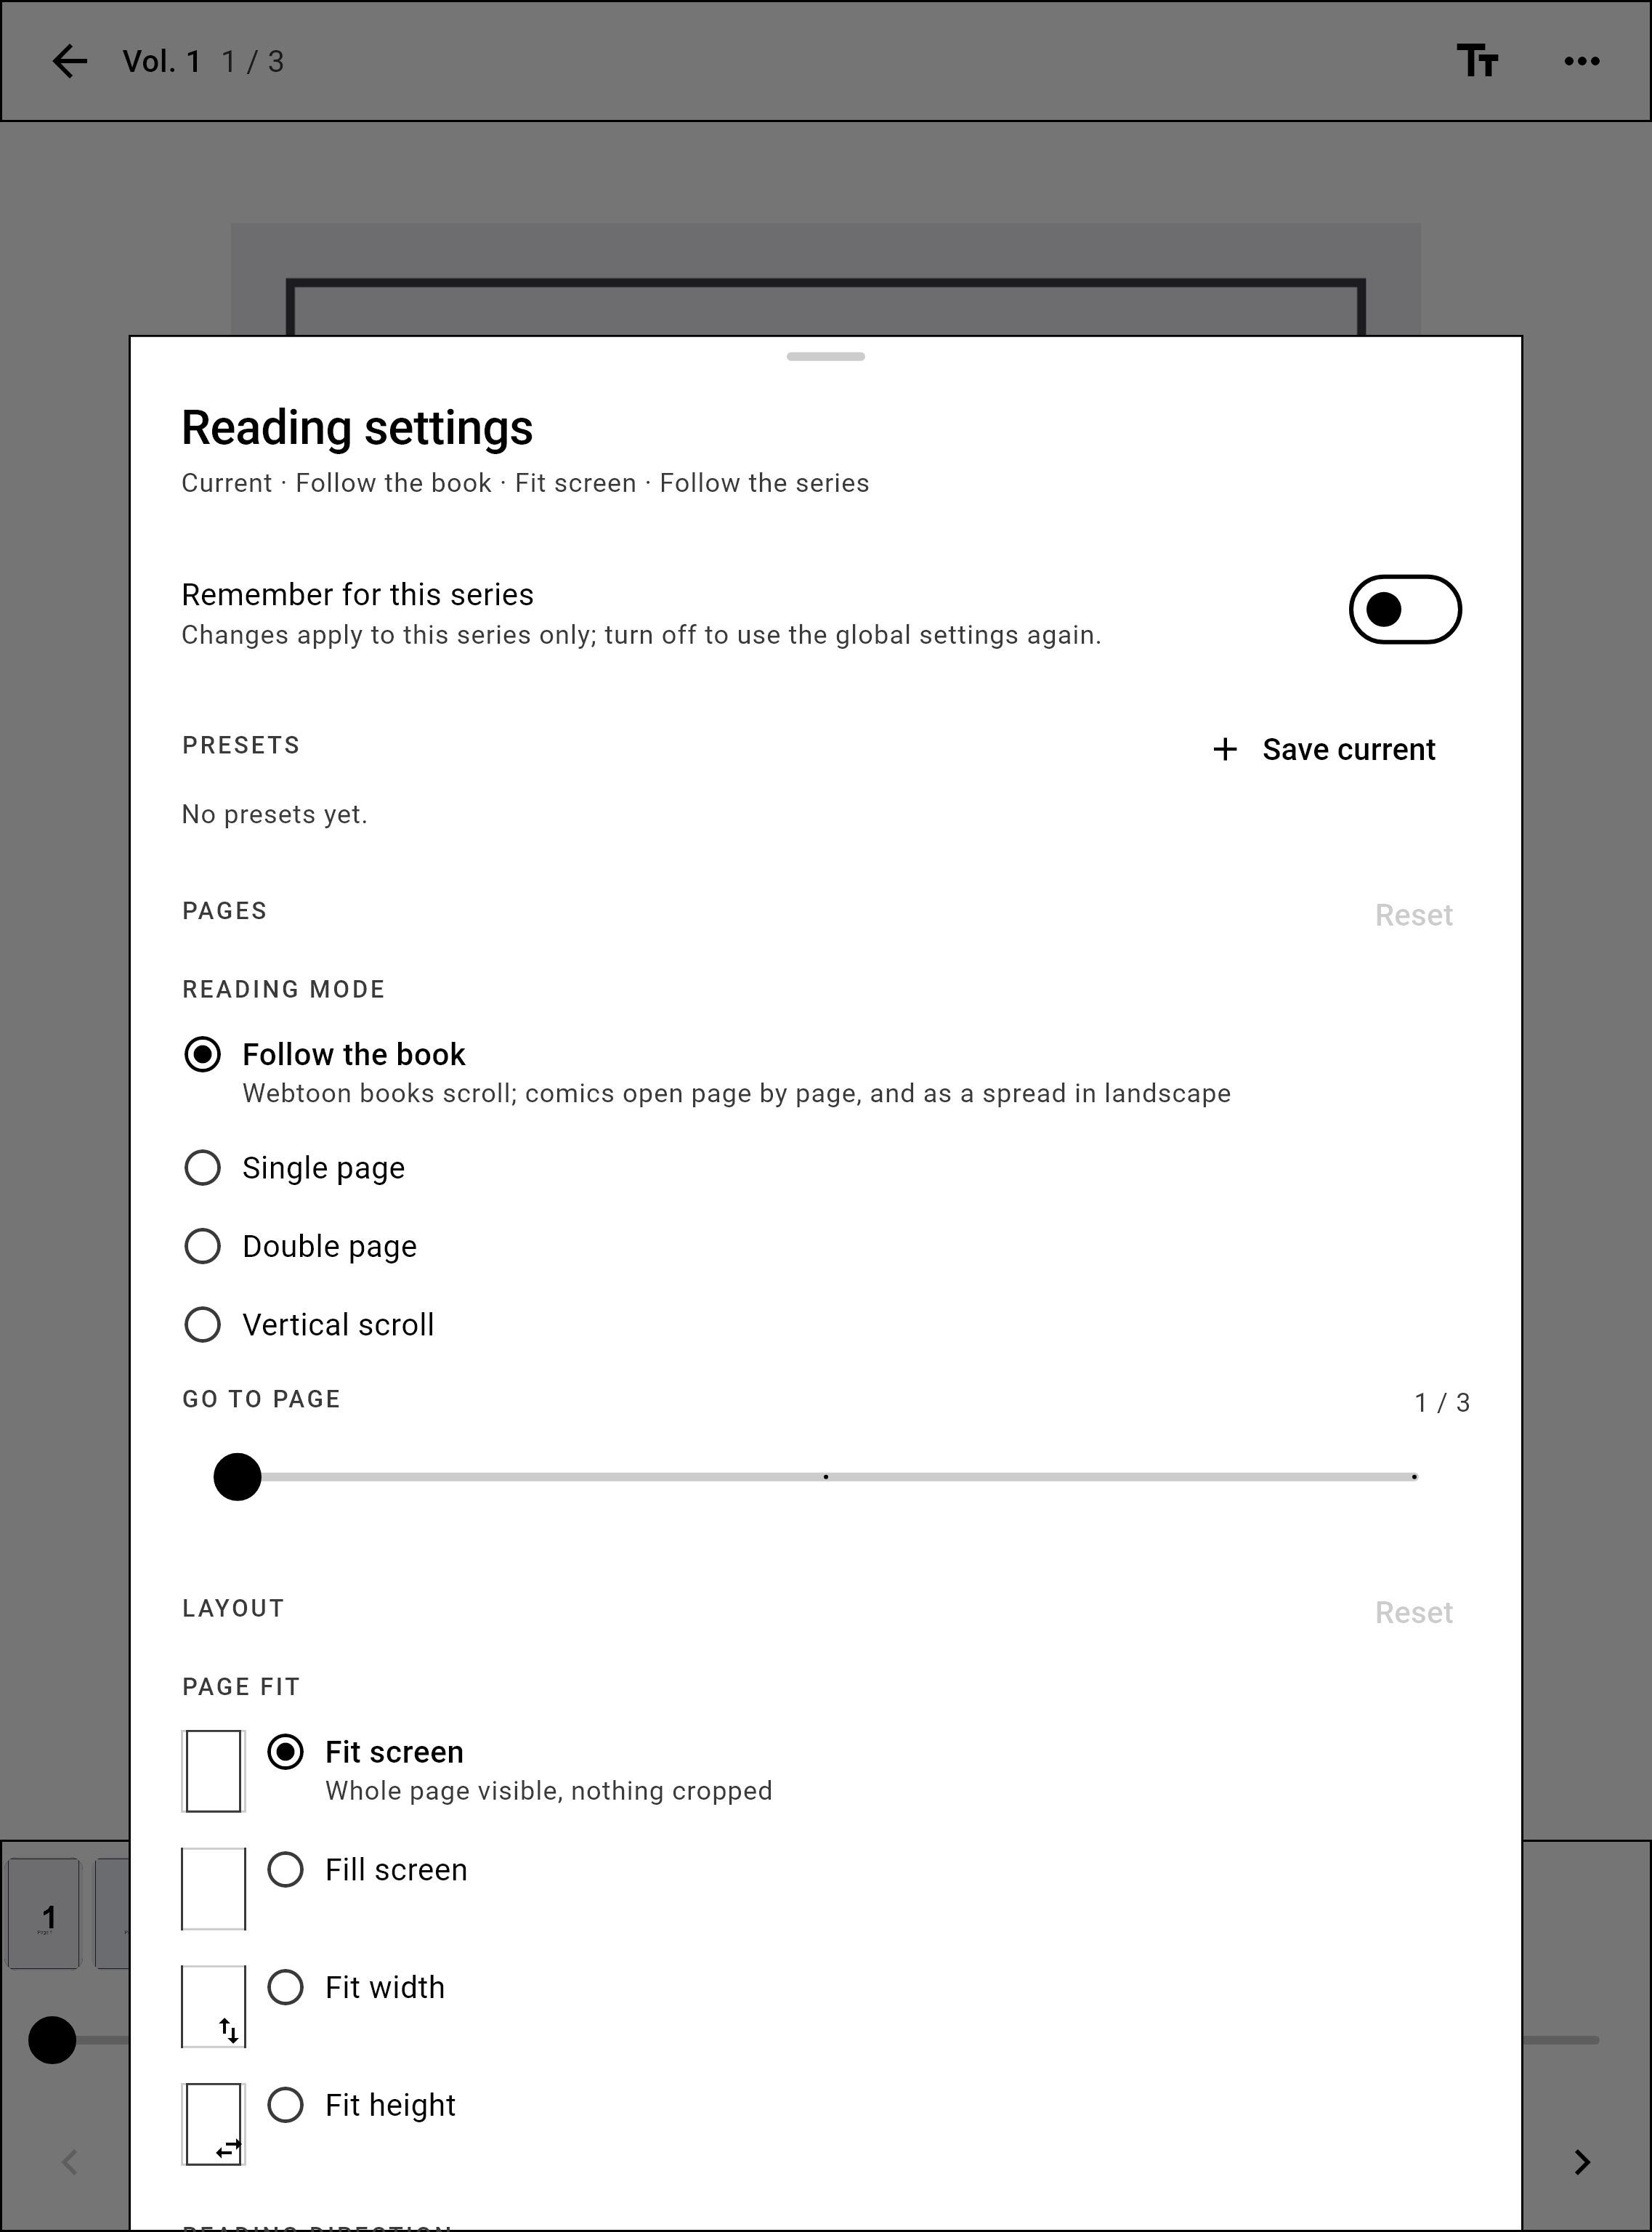 Vol. 1 1 / 3
Reading settings
Current · Follow the book · Fit screen · Follow the series
Remember for this series
Changes apply to this series only; turn off to use the global settings again.
PRESETS
Save current
No presets yet.
PAGES
Reset
READING MODE
Follow the book
Webtoon books scroll; comics open page by page, and as a spread in landscape
Single page
Double page
Vertical scroll
GO TO PAGE
1 / 3
LAYOUT
Reset
PAGE FIT
Fit screen
Whole page visible, nothing cropped
Fill screen
1
Fit width
Fit height
READING DIRECTION